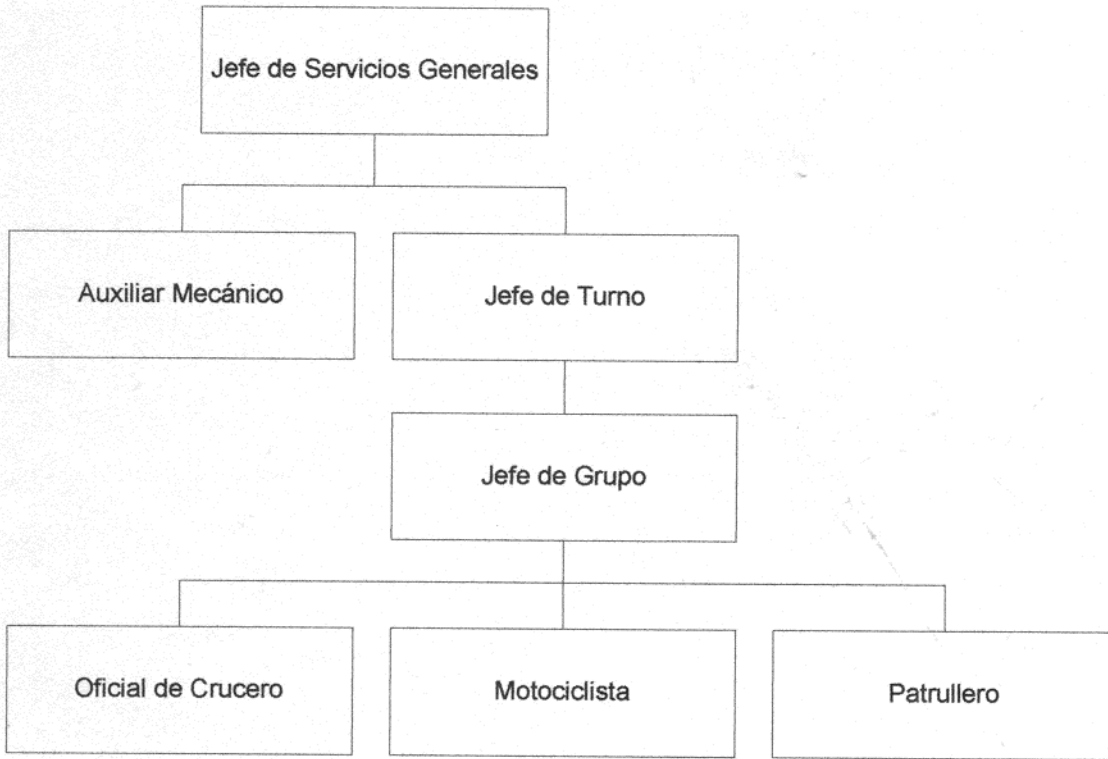 Jefe de Servicios Generales
Auxiliar Mecánico
Jefe de Turno
Jefe de Grupo
Oficial de Crucero
Motociclista
Patrullero